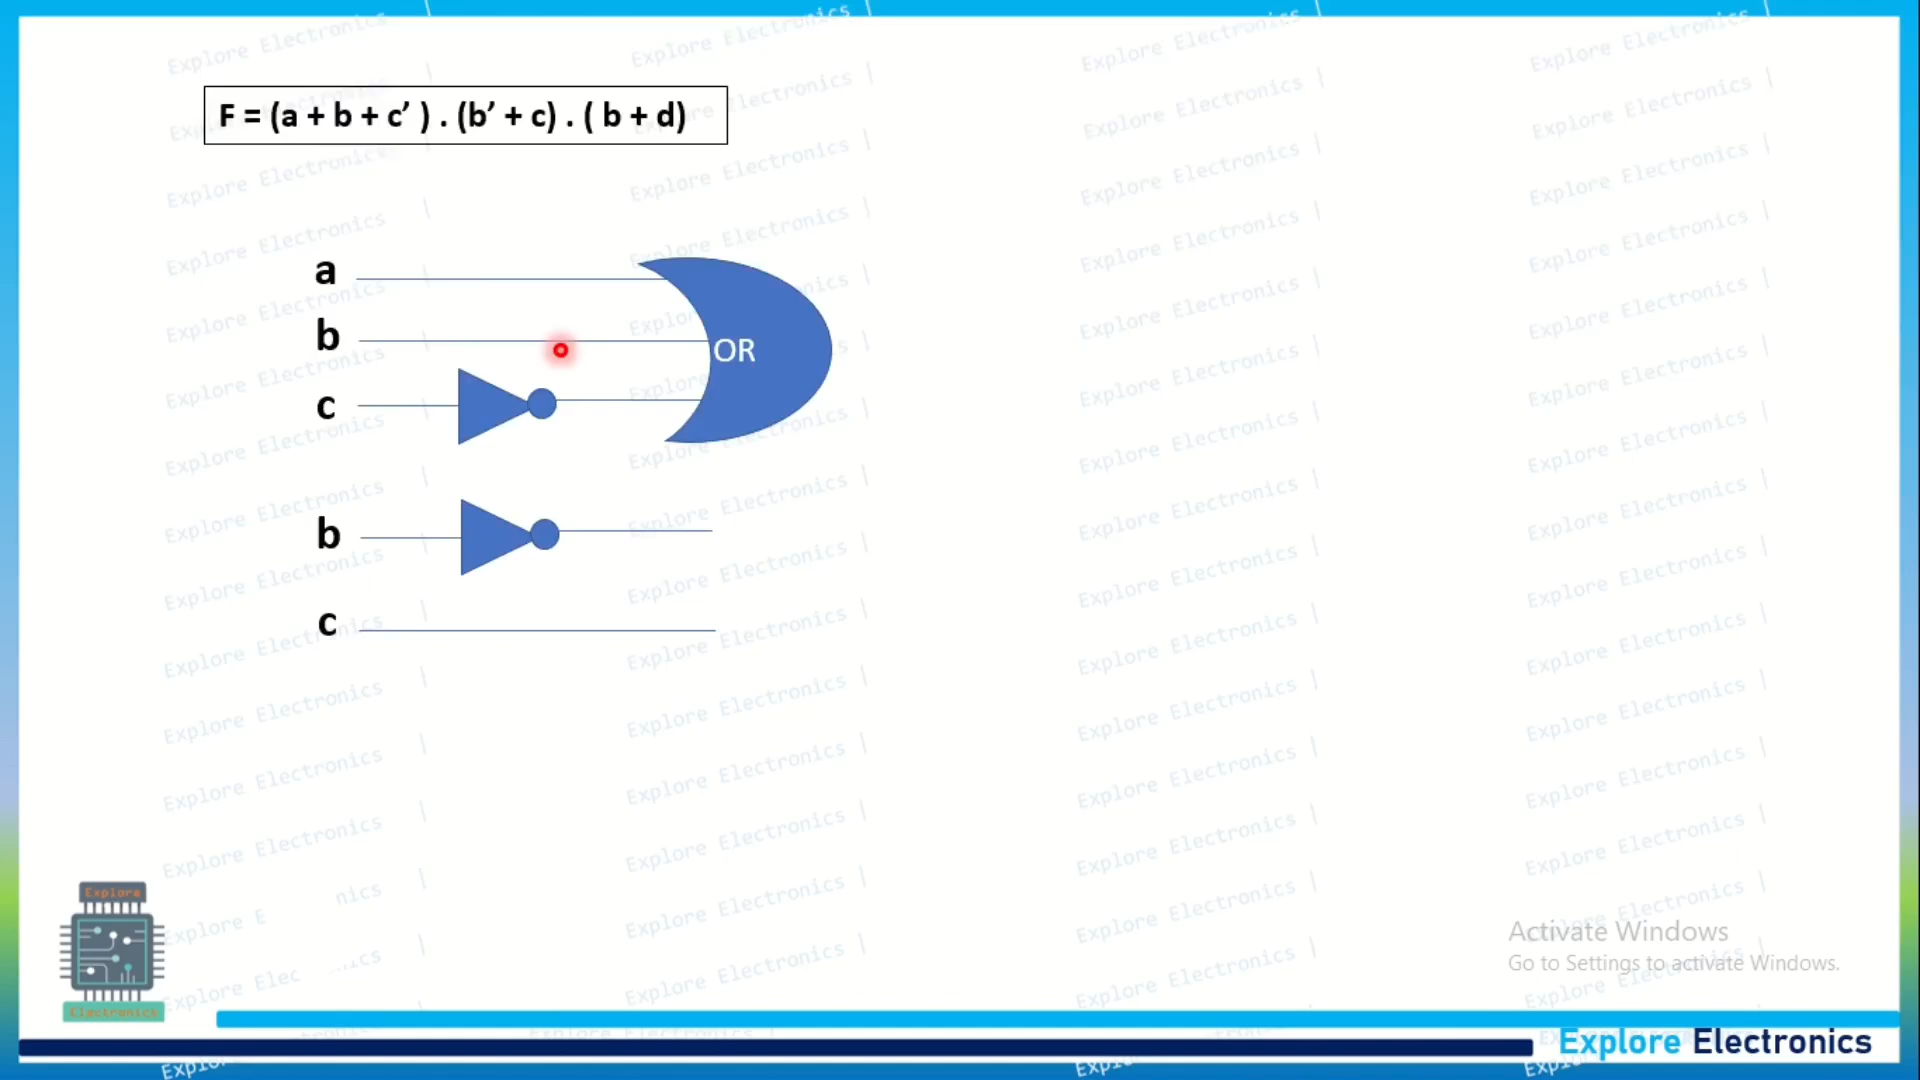 F = (a + b + c’ ) . (b’ + c) . ( b + d)
a
b
OR
c
b
c
Explore
Electronics
Activate Windows
Go to Settings to activate Windows.
Explore Electronics